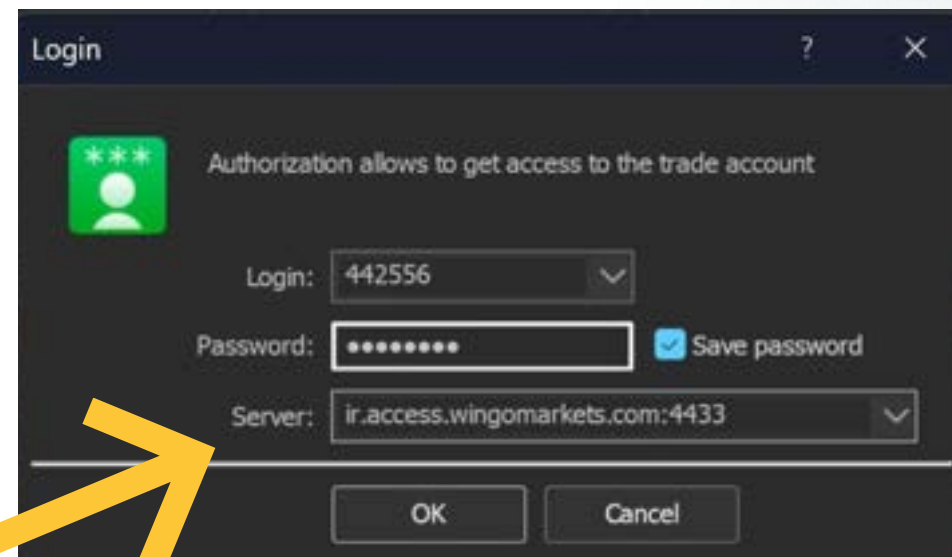 Login ?
***
Authorization allows to get access to the trade account
Login: 442556
Password: ●●●●●●●● Save password
Server: ir.access.wingomarkets.com:4433
OK Cancel